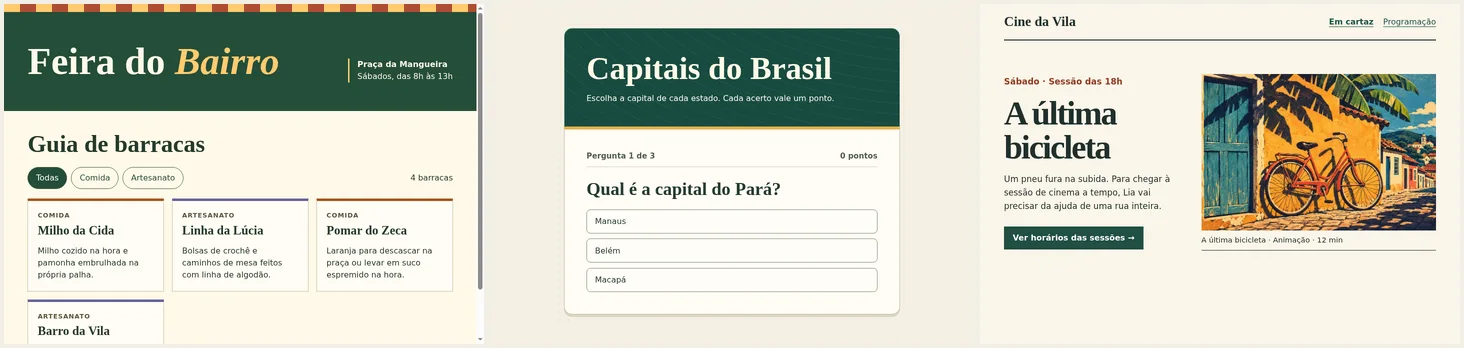 Feira do Bairro
Praça da Mangueira
Sábados, das 8h às 13h
Guia de barracas
Todas
Comida
Artesanato
4 barracas
COMIDA
Milho da Cida
Milho cozido na hora e
pamonha embrulhada na
própria palha.
ARTESANATO
Linha da Lúcia
Bolsas de crochê e
caminhos de mesa feitos
com linha de algodão.
COMIDA
Pomar do Zeca
Laranja para descascar na
praça ou levar em suco
espremido na hora.
ARTESANATO
Barro da Vila
Capitais do Brasil
Escolha a capital de cada estado. Cada acerto vale um ponto.
Pergunta 1 de 3
0 pontos
Qual é a capital do Pará?
Manaus
Belém
Macapá
Cine da Vila
Em cartaz
Programação
Sábado · Sessão das 18h
A última
bicicleta
Um pneu fura na subida. Para chegar à
sessão de cinema a tempo, Lia vai
precisar da ajuda de uma rua inteira.
Ver horários das sessões →
A última bicicleta · Animação · 12 min